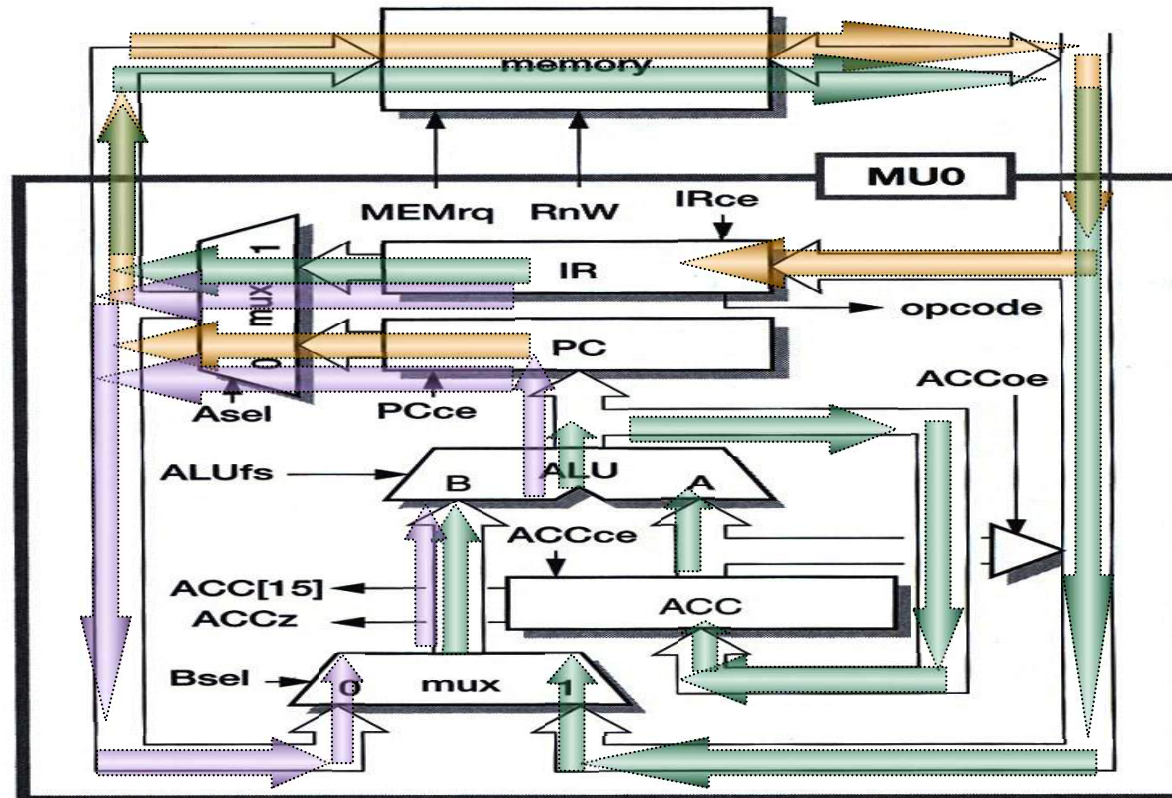 memory
MU0
MEMrq RnW IRce
1
IR
mux
opcode
0
PC
ACCoe
Asel PCce
ALUfs
ALU
B A
ACCce
ACC[15]
ACC
ACCz
Bsel
0 mux 1